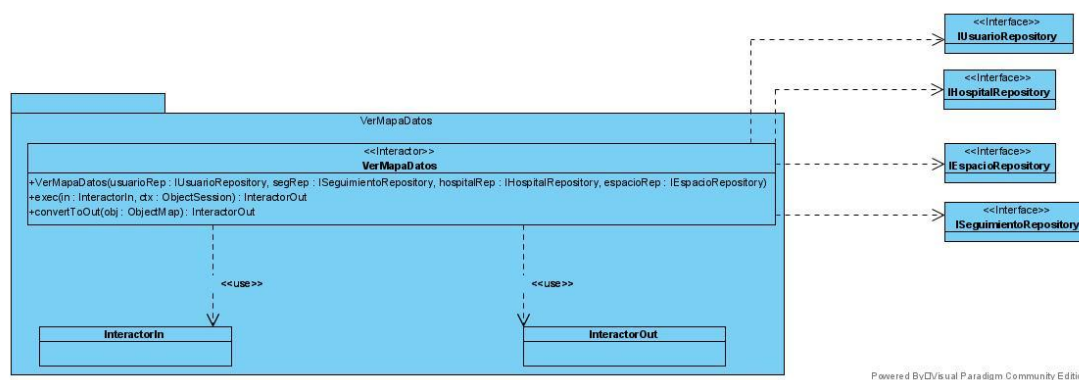 <<Interface>>
IUsuarioRepository
<<Interface>>
IHospitalRepository
VerMapaDatos
<<Interactor>>
VerMapaDatos
+VerMapaDatos(usuarioRep : IUsuarioRepository, segRep : ISeguimientoRepository, hospitalRep : IHospitalRepository, espacioRep : IEspacioRepository)
+exec(in : InteractorIn, ctx : ObjectSession) : InteractorOut
+convertToOut(obj : ObjectMap) : InteractorOut
<<Interface>>
IEspacioRepository
<<Interface>>
ISeguimientoRepository
<<use>>
<<use>>
InteractorIn
InteractorOut
Powered By□Visual Paradigm Community Editi